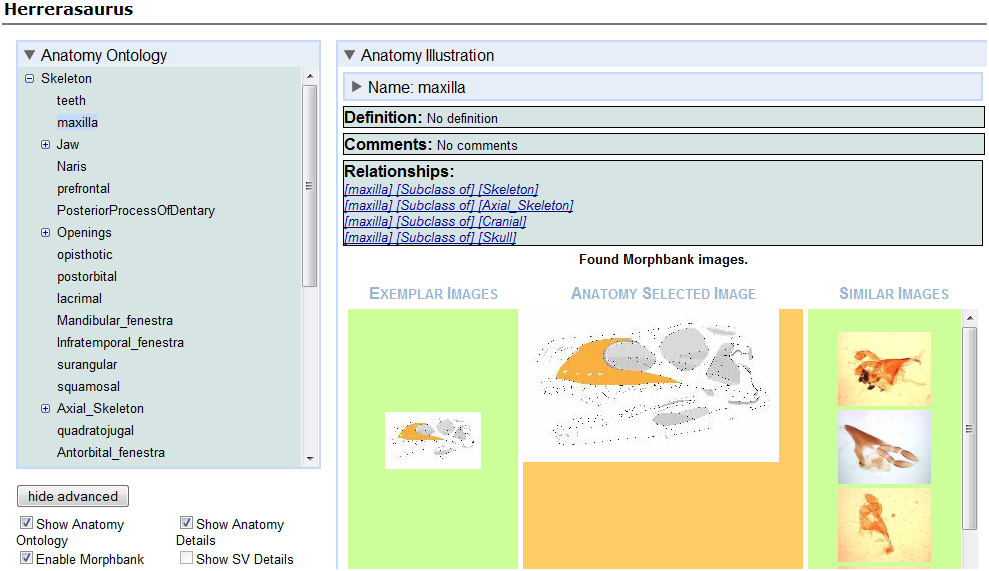 Herrerasaurus
Anatomy Ontology
Skeleton
teeth
maxilla
Jaw
Naris
prefrontal
PosteriorProcessOfDentary
Openings
opisthotic
postorbital
lacrimal
Mandibular_fenestra
Infratemporal_fenestra
surangular
squamosal
Axial_Skeleton
quadratojugal
Antorbital_fenestra
hide advanced
Show Anatomy Ontology
Show Anatomy Details
Enable Morphbank
Show SV Details
Anatomy Illustration
Name: maxilla
Definition: No definition
Comments: No comments
Relationships:
[maxilla] [Subclass of] [Skeleton]
[maxilla] [Subclass of] [Axial_Skeleton]
[maxilla] [Subclass of] [Cranial]
[maxilla] [Subclass of] [Skull]
Found Morphbank images.
EXEMPLAR IMAGES
ANATOMY SELECTED IMAGE
SIMILAR IMAGES